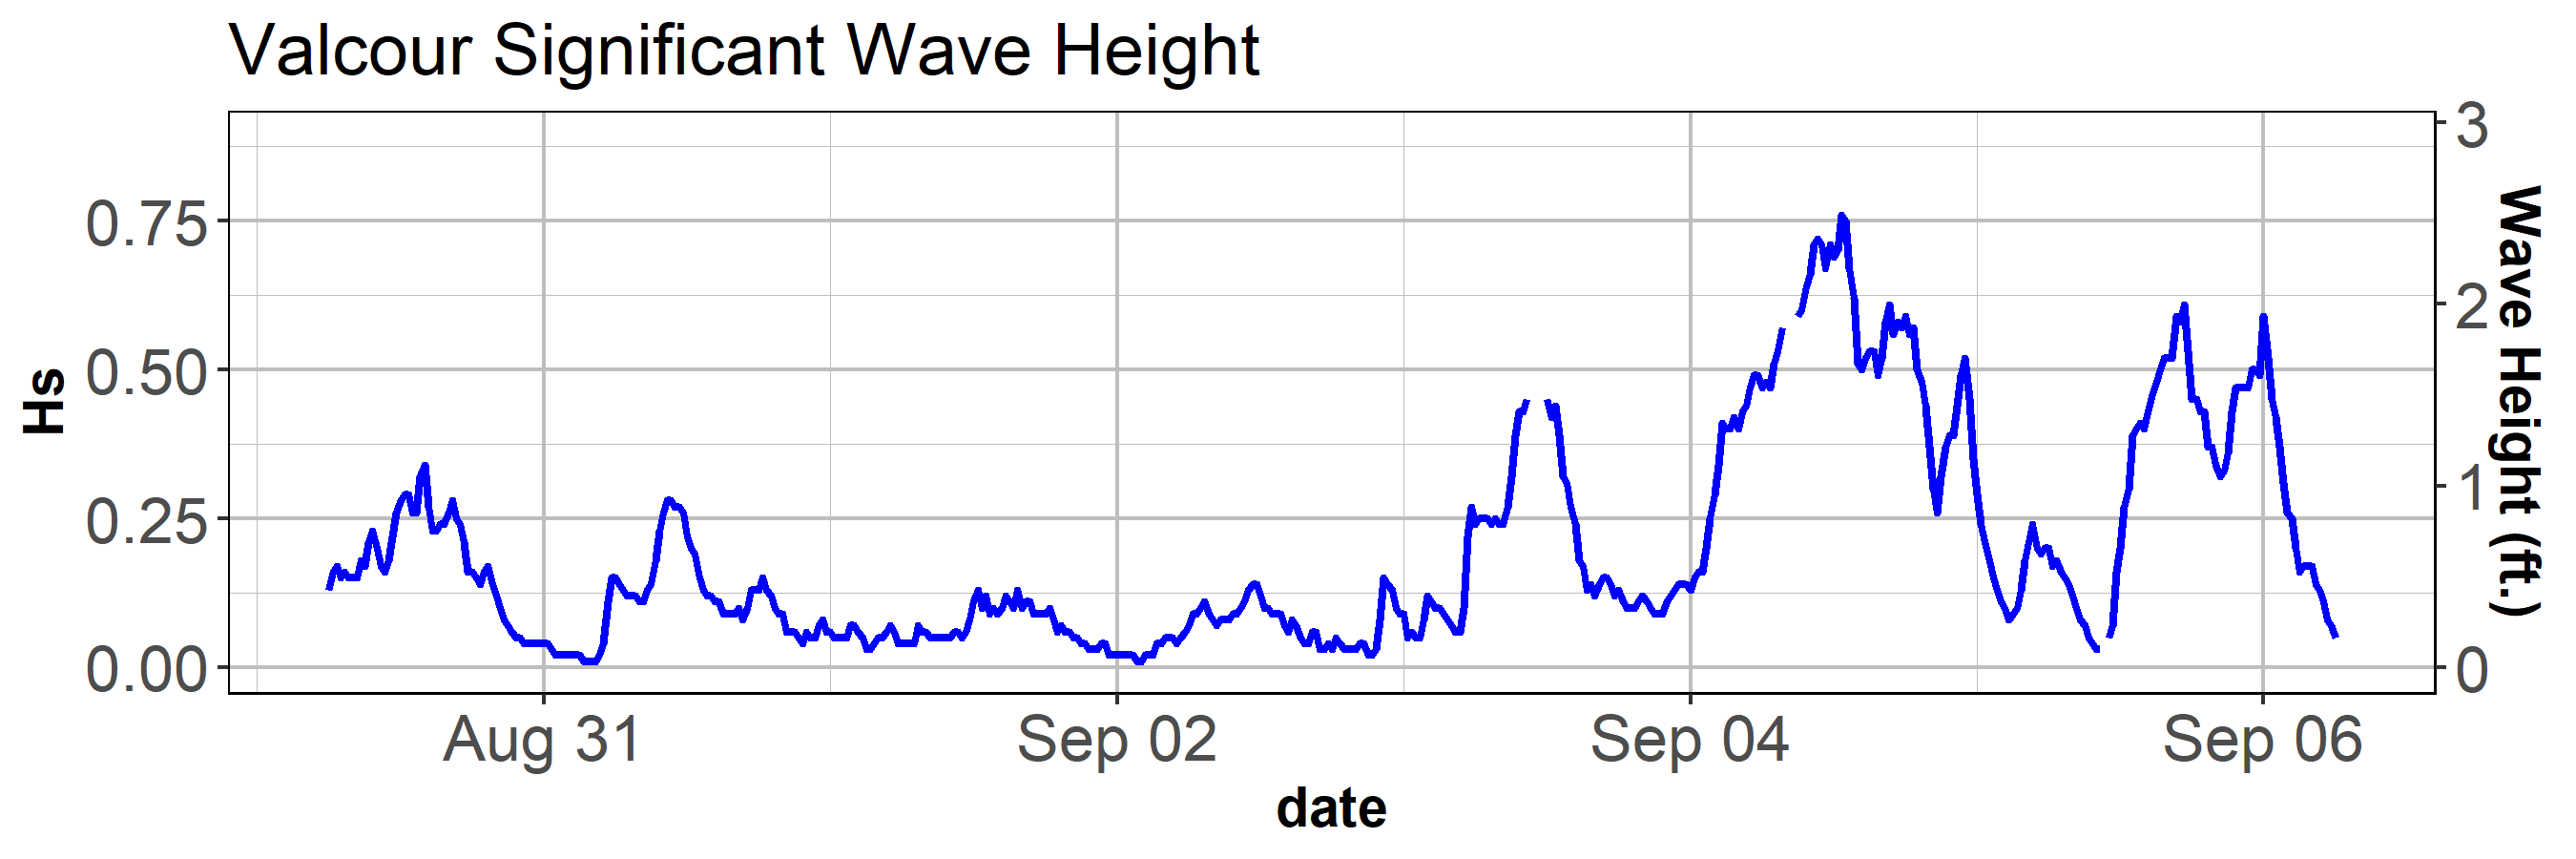 Valcour Significant Wave Height
Hs
0.75
0.50
0.25
0.00
3
2
1
0
Wave Height (ft.)
Aug 31
Sep 02
Sep 04
Sep 06
date